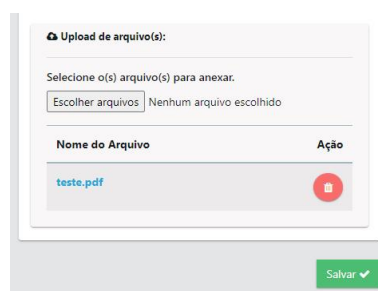 Upload de arquivo(s):
Selecione o(s) arquivo(s) para anexar.
Escolher arquivos Nenhum arquivo escolhido
Nome do Arquivo Ação
teste.pdf
Salvar